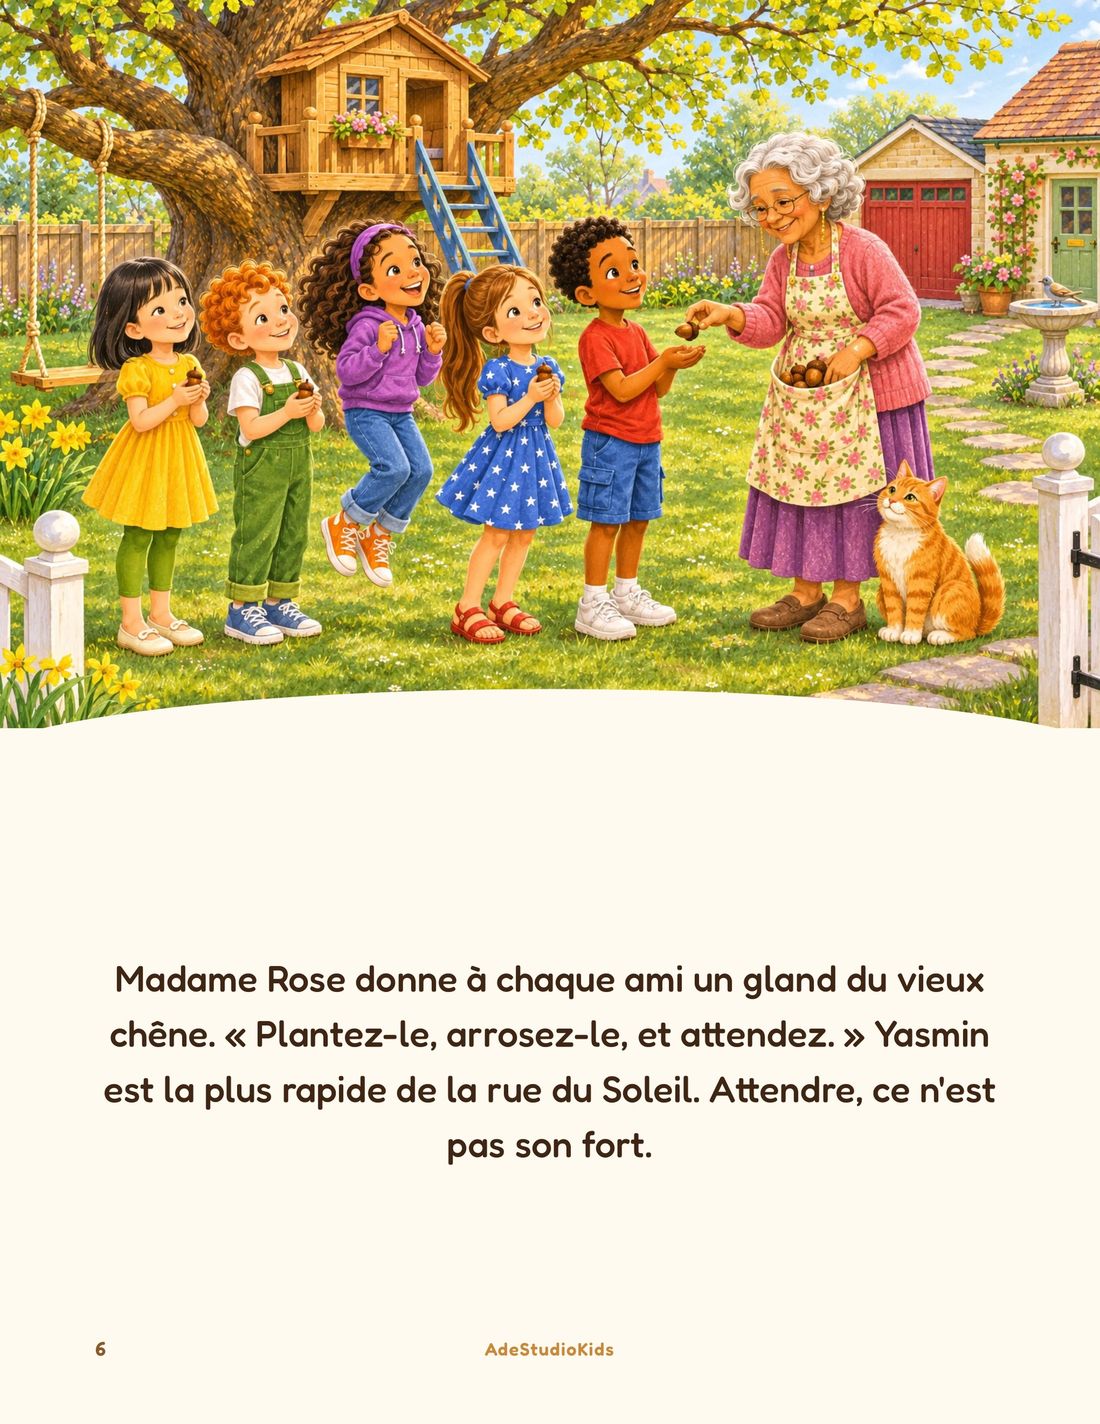 Madame Rose donne à chaque ami un gland du vieux
chêne. « Plantez-le, arrosez-le, et attendez. » Yasmin
est la plus rapide de la rue du Soleil. Attendre, ce n'est
pas son fort.
6
AdeStudioKids